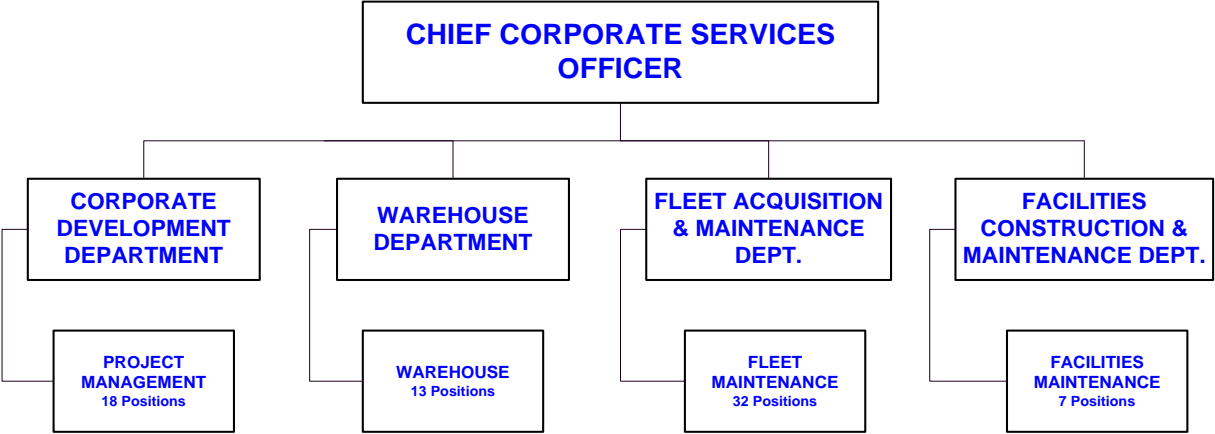 CHIEF CORPORATE SERVICES
OFFICER
CORPORATE
DEVELOPMENT
DEPARTMENT
WAREHOUSE
DEPARTMENT
FLEET ACQUISITION
& MAINTENANCE
DEPT.
FACILITIES
CONSTRUCTION &
MAINTENANCE DEPT.
PROJECT
MANAGEMENT
18 Positions
WAREHOUSE
13 Positions
FLEET
MAINTENANCE
32 Positions
FACILITIES
MAINTENANCE
7 Positions